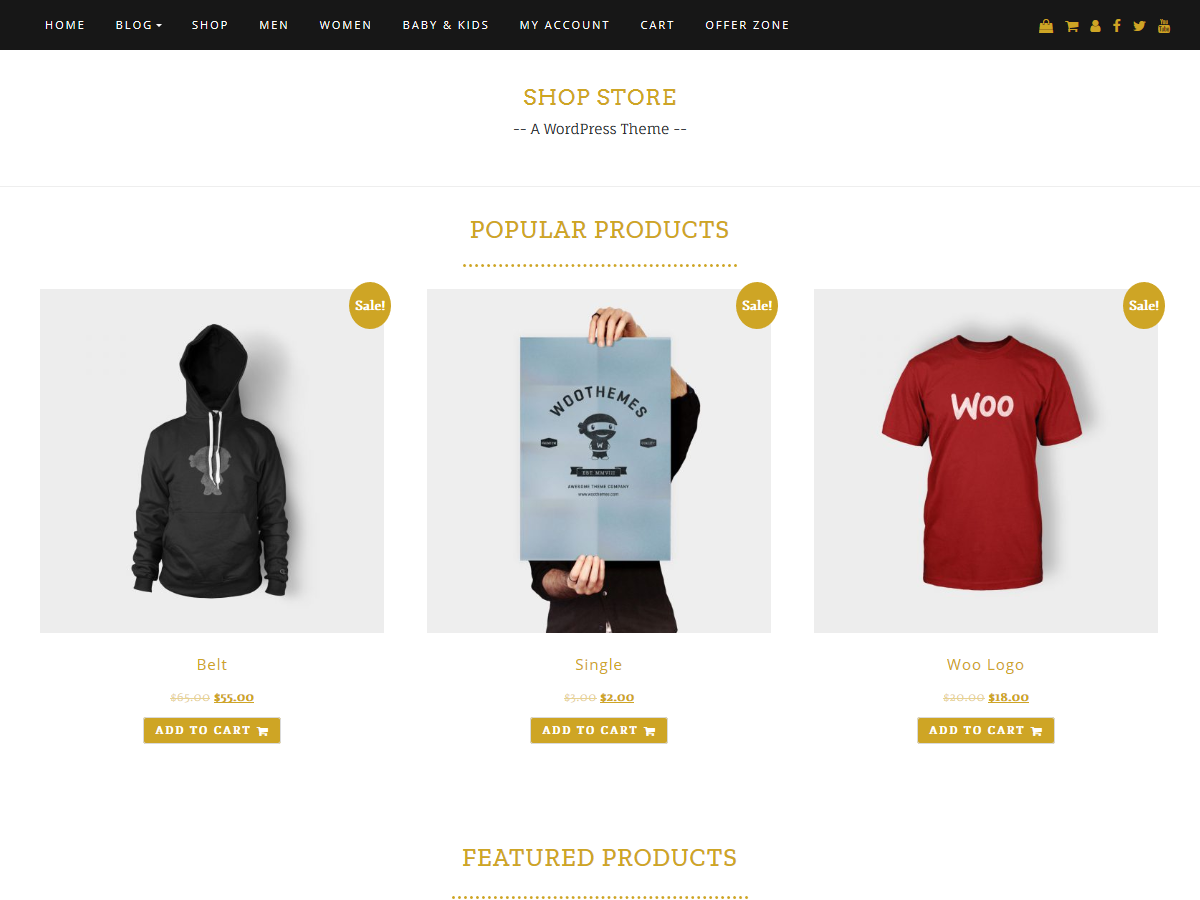 HOME BLOG SHOP MEN WOMEN BABY & KIDS MY ACCOUNT CART OFFER ZONE
SHOP STORE
-- A WordPress Theme --
POPULAR PRODUCTS
Sale! Sale! Sale!
WOOTHEMES
W
EST MMVIII
AWESOME THEME COMPANY
www.woothemes.com
Woo
Belt Single Woo Logo
$65.00 $55.00 $3.00 $2.00 $20.00 $18.00
ADD TO CART ADD TO CART ADD TO CART
FEATURED PRODUCTS